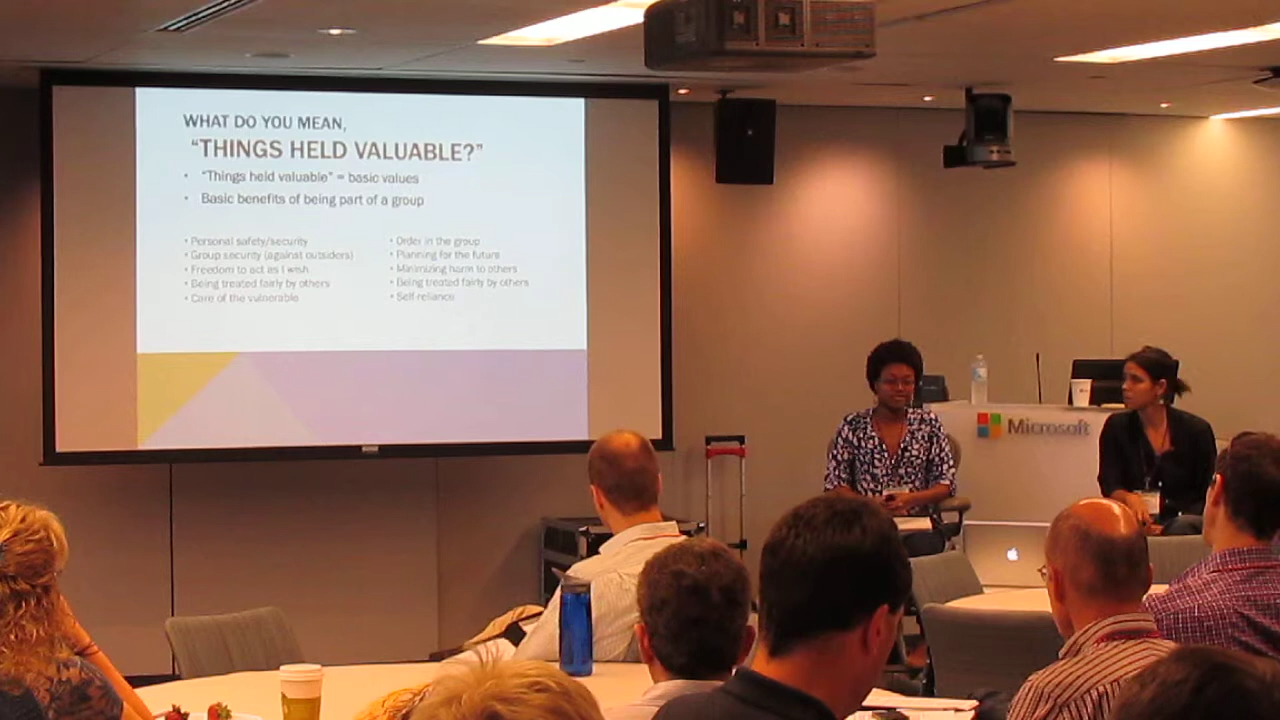 WHAT DO YOU MEAN,
“THINGS HELD VALUABLE?”
• “Things held valuable” = basic values
• Basic benefits of being part of a group
• Personal safety/security
• Group security (against outsiders)
• Freedom to act as I wish
• Being treated fairly by others
• Care of the vulnerable
• Order in the group
• Planning for the future
• Minimizing harm to others
• Being treated fairly by others
• Self-reliance
Microsoft